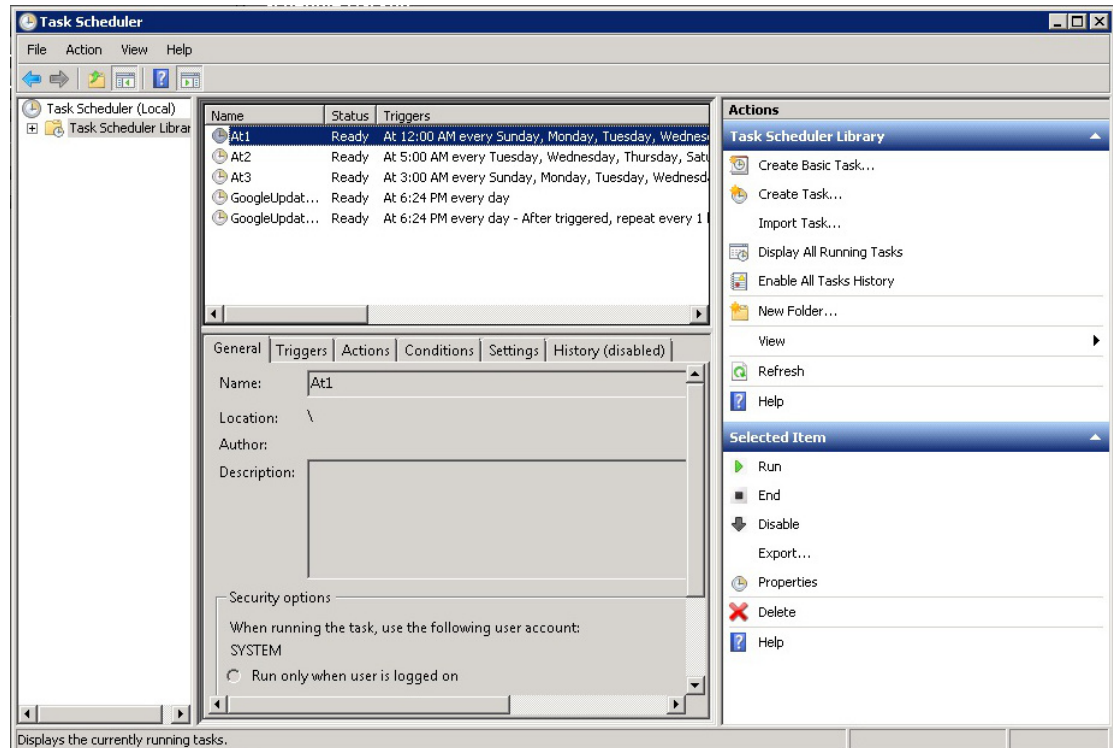 Task Scheduler
File Action View Help
Task Scheduler (Local)
Task Scheduler Librar
Name Status Triggers
At1 Ready At 12:00 AM every Sunday, Monday, Tuesday, Wednes
At2 Ready At 5:00 AM every Tuesday, Wednesday, Thursday, Satu
At3 Ready At 3:00 AM every Sunday, Monday, Tuesday, Wednesd
GoogleUpdat... Ready At 6:24 PM every day
GoogleUpdat... Ready At 6:24 PM every day - After triggered, repeat every 1
General Triggers Actions Conditions Settings History (disabled)
Name: At1
Location: \
Author:
Description:
Security options
When running the task, use the following user account:
SYSTEM
Run only when user is logged on
Actions
Task Scheduler Library
Create Basic Task...
Create Task...
Import Task...
Display All Running Tasks
Enable All Tasks History
New Folder...
View
Refresh
Help
Selected Item
Run
End
Disable
Export...
Properties
Delete
Help
Displays the currently running tasks.